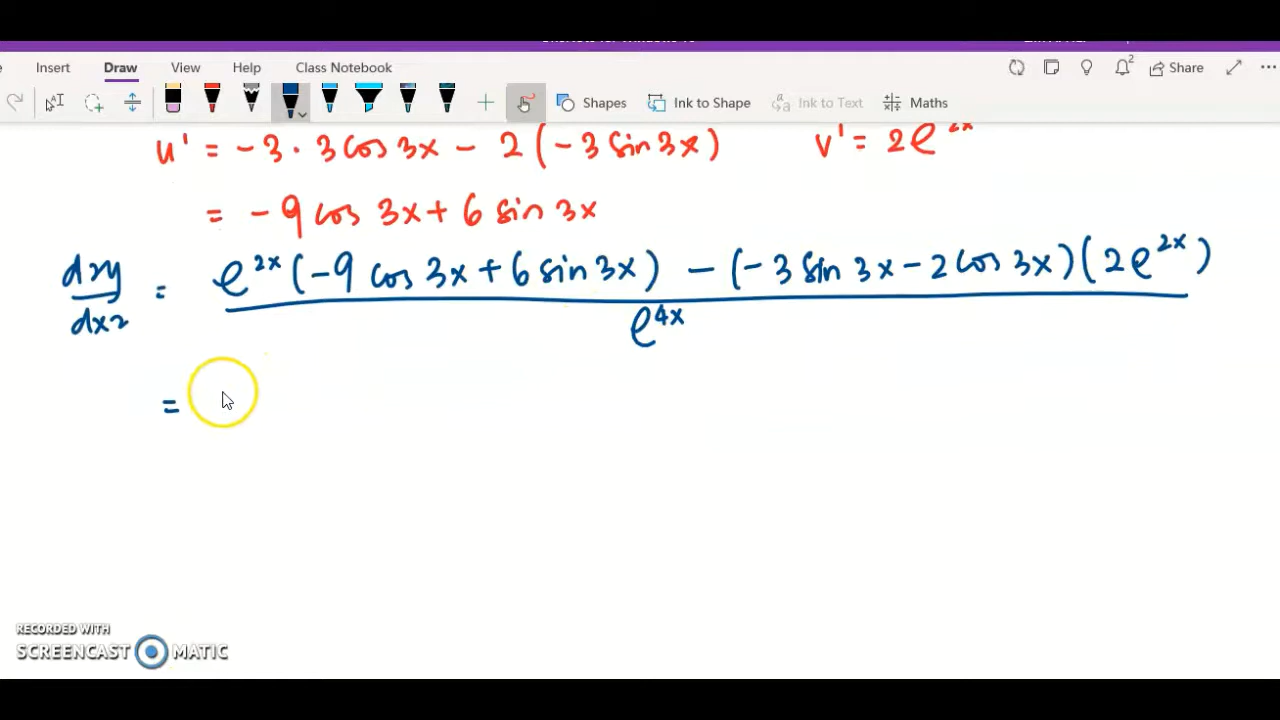 Insert Draw View Help Class Notebook 2 Share
Shapes Ink to Shape Ink to Text Maths
u' = -3 · 3 cos 3x - 2 (-3 sin 3x) v' = 2e^2x
= -9 cos 3x + 6 sin 3x
d2y/dx2 = e^2x (-9 cos 3x + 6 sin 3x) - (-3 sin 3x - 2 cos 3x)(2e^2x)
e^4x
=
RECORDED WITH
SCREENCAST MATIC